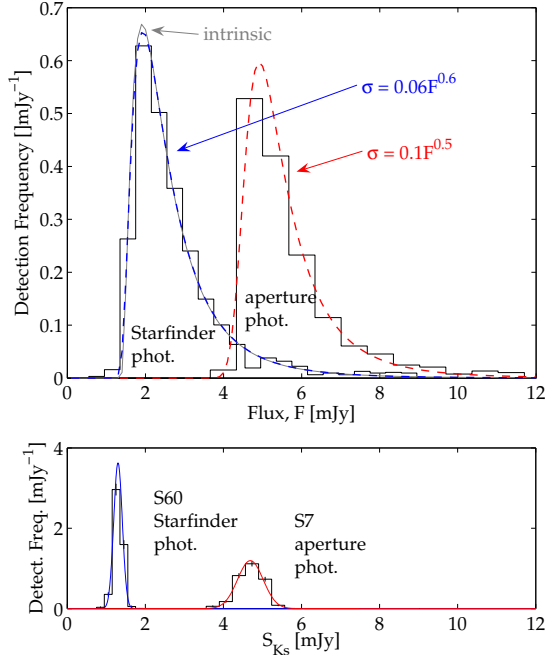 0.7
0.6
0.5
0.4
0.3
0.2
0.1
0
Detection Frequency []mJy⁻¹]
intrinsic
σ = 0.06F^0.6
σ = 0.1F^0.5
Starfinder
phot.
aperture
phot.
0 2 4 6 8 10 12
Flux, F [mJy]
4
2
0
Detect. Freq. [mJy⁻¹]
S60
Starfinder
phot.
S7
aperture
phot.
0 2 4 6 8 10 12
S_Ks [mJy]